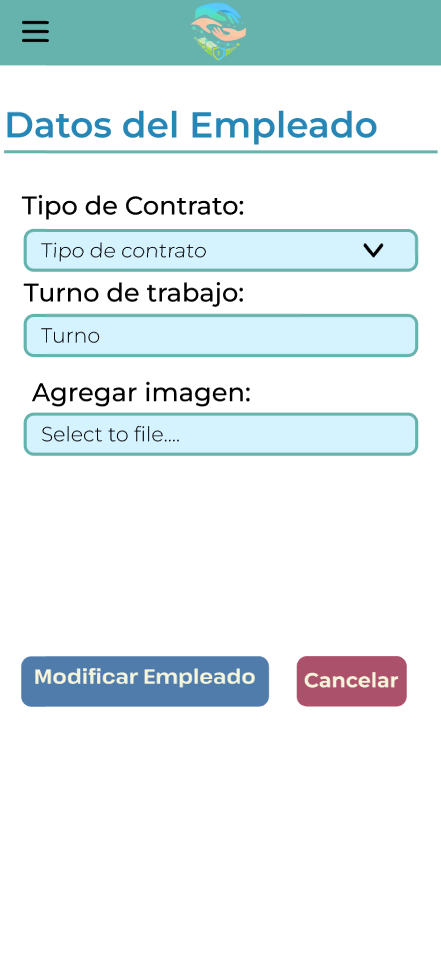 Datos del Empleado
Tipo de Contrato:
Tipo de contrato
Turno de trabajo:
Turno
Agregar imagen:
Select to file....
Modificar Empleado
Cancelar